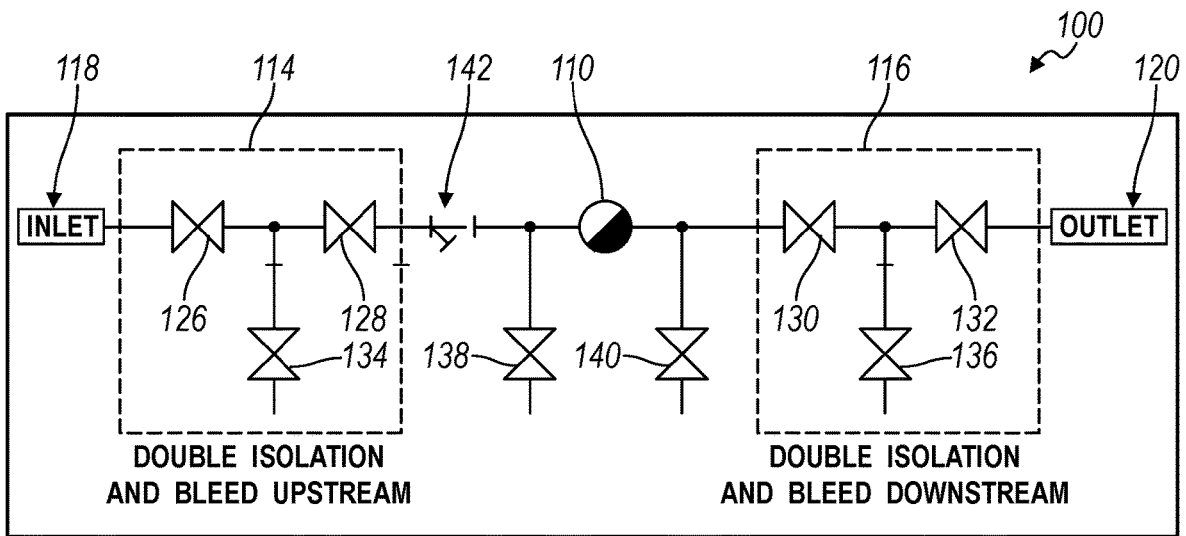 100
118
114
142
110
116
120
INLET
OUTLET
126
128
130
132
134
138
140
136
DOUBLE ISOLATION
AND BLEED UPSTREAM
DOUBLE ISOLATION
AND BLEED DOWNSTREAM